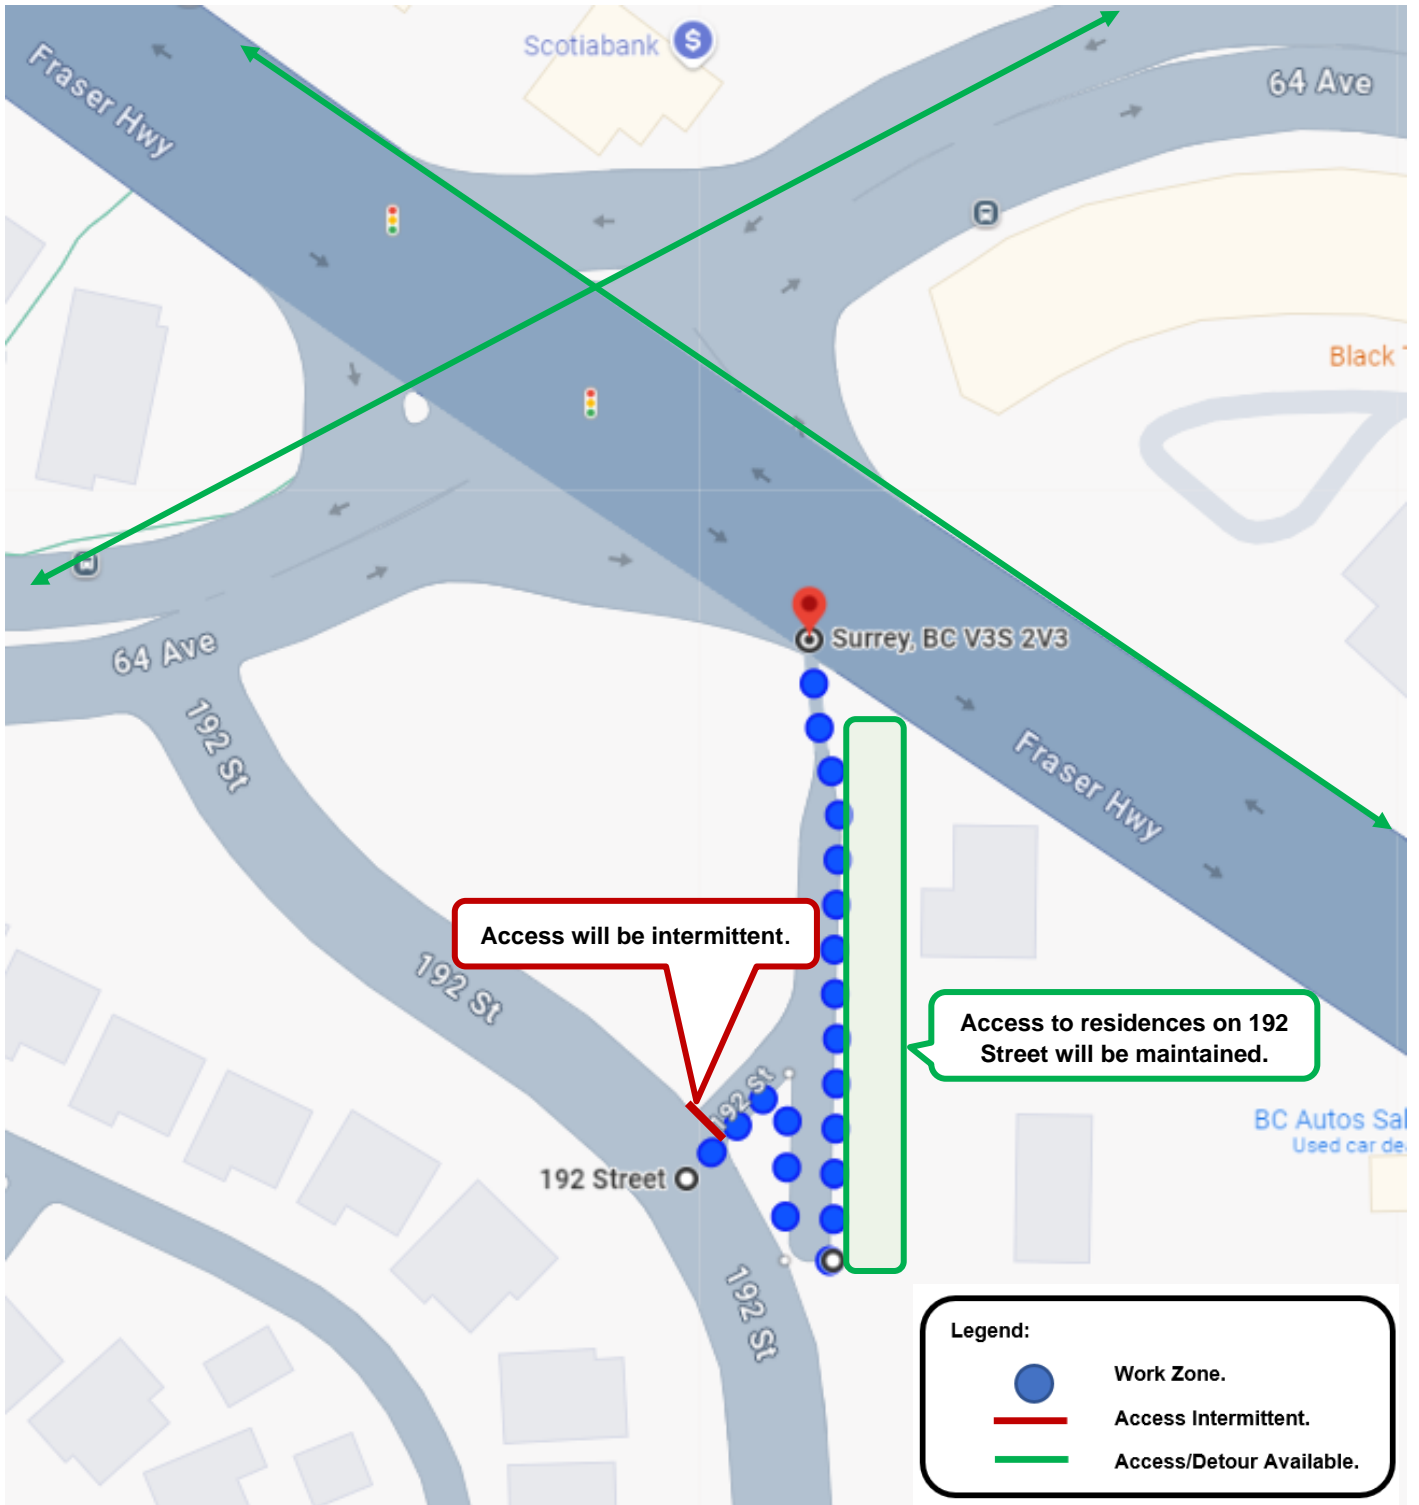 Scotiabank
$
64 Ave
Fraser Hwy
Black
Surrey, BC V3S 2V3
64 Ave
192 St
Fraser Hwy
Access will be intermittent.
192 St
Access to residences on 192
Street will be maintained.
192 St
BC Autos Sal
Used car de
192 Street
192 St
Legend:
Work Zone.
Access Intermittent.
Access/Detour Available.